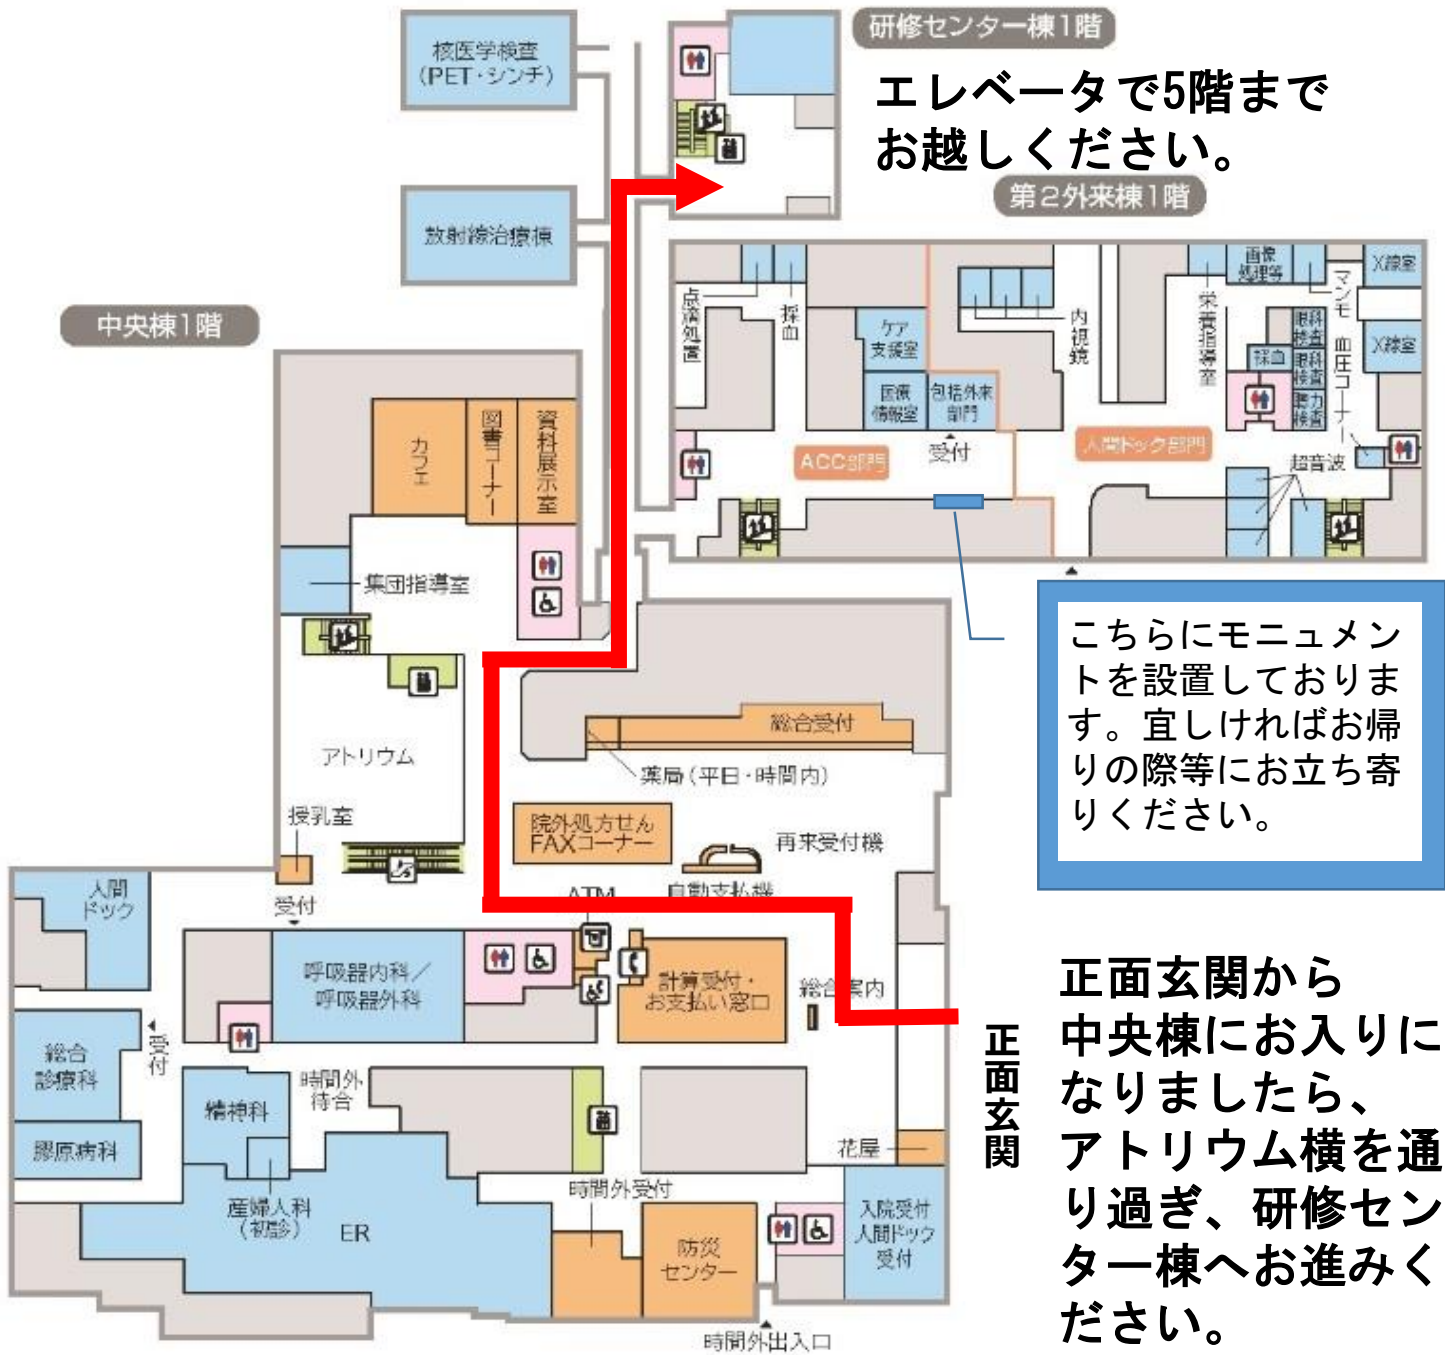 研修センター棟1階
エレベータで5階まで
お越しください。
核医学検査
(PET・シンチ)
放射線治療棟
第2外来棟1階
点滴処置
採血
ケア
支援室
医療
情報室
包括外来
部門
受付
ACC部門
内視鏡
栄養指導室
画像
処理等
マンモ
X線室
X線室
血圧コーナー
眼科
検査
採血
眼科
検査
聴力
検査
人間ドック部門
超音波
中央棟1階
カフェ
図書コーナー
資料展示室
集団指導室
アトリウム
授乳室
総合受付
薬局(平日・時間内)
院外処方せん
FAXコーナー
再来受付機
自動支払機
ATM
こちらにモニュメン
トを設置しておりま
す。宜しければお帰
りの際等にお立ち寄
りください。
人間
ドック
受付
呼吸器内科/
呼吸器外科
計算受付・
お支払い窓口
総合案内
正面玄関
正面玄関から
中央棟にお入りに
なりましたら、
アトリウム横を通
り過ぎ、研修セン
ター棟へお進みく
ださい。
総合
診療科
受付
膠原病科
精神科
時間外
待合
産婦人科
(初診)
ER
時間外受付
防災
センター
花屋
入院受付
人間ドック
受付
時間外出入口